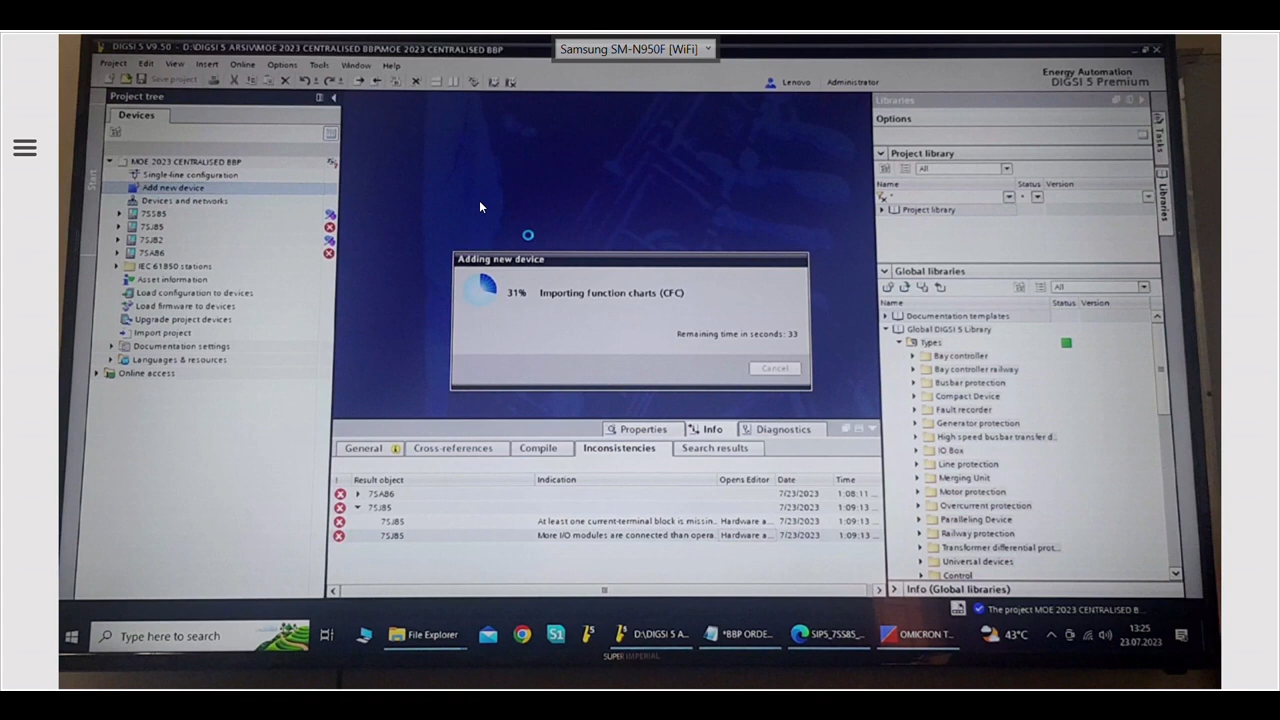 DIGSI 5 V9.50 - D:\DIGSI 5 ARSIV\MOE 2023 CENTRALISED BBP\MOE 2023 CENTRALISED BBP
Samsung SM-N950F [WiFi]
Project Edit View Insert Online Options Tools Window Help
Save project
Lenovo Administrator
Energy Automation
DIGSI 5 Premium
Project tree
Devices
Start
MOE 2023 CENTRALISED BBP
Single-line configuration
Add new device
Devices and networks
7SS85
7SJ85
7SJ82
7SA86
IEC 61850 stations
Asset information
Load configuration to devices
Load firmware to devices
Upgrade project devices
Import project
Documentation settings
Languages & resources
Online access
Adding new device
31% Importing function charts (CFC)
Remaining time in seconds: 33
Cancel
Properties Info Diagnostics
General Cross-references Compile Inconsistencies Search results
! Result object Indication Opens Editor Date Time
7SA86 7/23/2023 1:08:11 ...
7SJ85 7/23/2023 1:09:13 ...
7SJ85 At least one current-terminal block is missin... Hardware a... 7/23/2023 1:09:13 ...
7SJ85 More I/O modules are connected than opera... Hardware a... 7/23/2023 1:09:13 ...
Libraries
Options
Project library
All
Name Status Version
Project library
Global libraries
All
Name Status Version
Documentation templates
Global DIGSI 5 Library
Types
Bay controller
Bay controller railway
Busbar protection
Compact Device
Fault recorder
Generator protection
High speed busbar transfer d...
IO Box
Line protection
Merging Unit
Motor protection
Overcurrent protection
Paralleling Device
Railway protection
Transformer differential prot...
Universal devices
Control
Info (Global libraries)
Tasks
Libraries
The project MOE 2023 CENTRALISED B...
Type here to search
File Explorer
D:\DIGSI 5 A...
*BBP ORDE...
SIP5_7SS85_...
OMICRON T...
43°C
13:25
23.07.2023
SUPER IMPERIAL